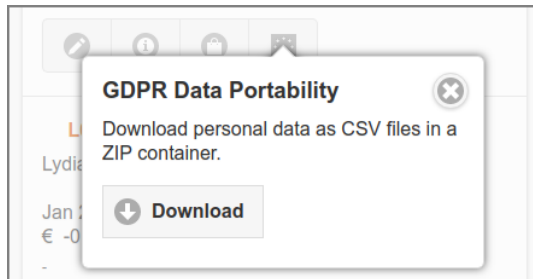 GDPR Data Portability
Download personal data as CSV files in a
ZIP container.
Lydia
Download
Jan
€ -0
-